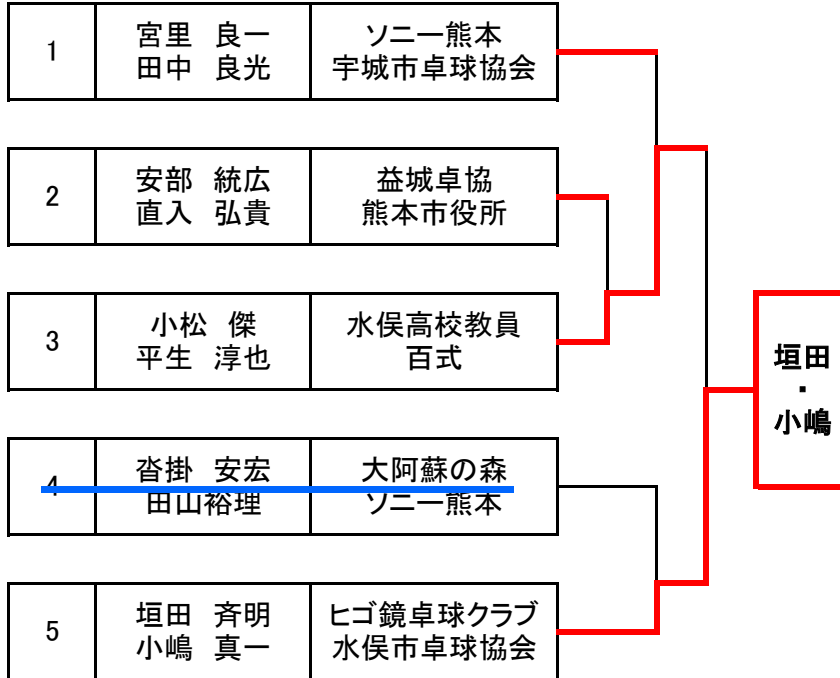 1 宮里 良一 ソニー熊本
田中 良光 宇城市卓球協会
2 安部 統広 益城卓協
直入 弘貴 熊本市役所
3 小松 傑 水俣高校教員
平生 淳也 百式
4 沓掛 安宏 大阿蘇の森
田山裕理 ソニー熊本
5 垣田 斉明 ヒゴ鏡卓球クラブ
小嶋 真一 水俣市卓球協会
垣田
・
小嶋